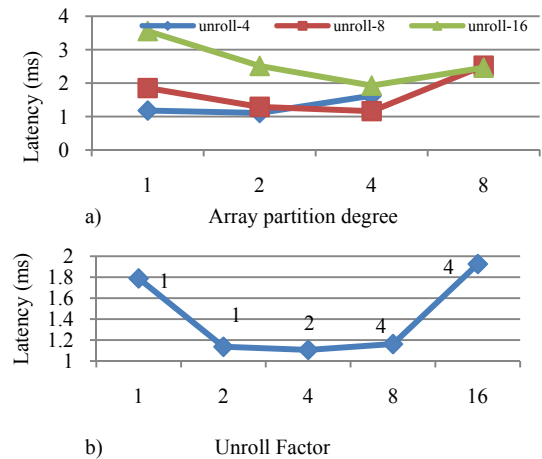 unroll-4 unroll-8 unroll-16
4
3
2
1
0
Latency (ms)
1 2 4 8
a) Array partition degree
2
1.8
1.6
1.4
1.2
1
Latency (ms)
1
1
2
4
4
1 2 4 8 16
b) Unroll Factor